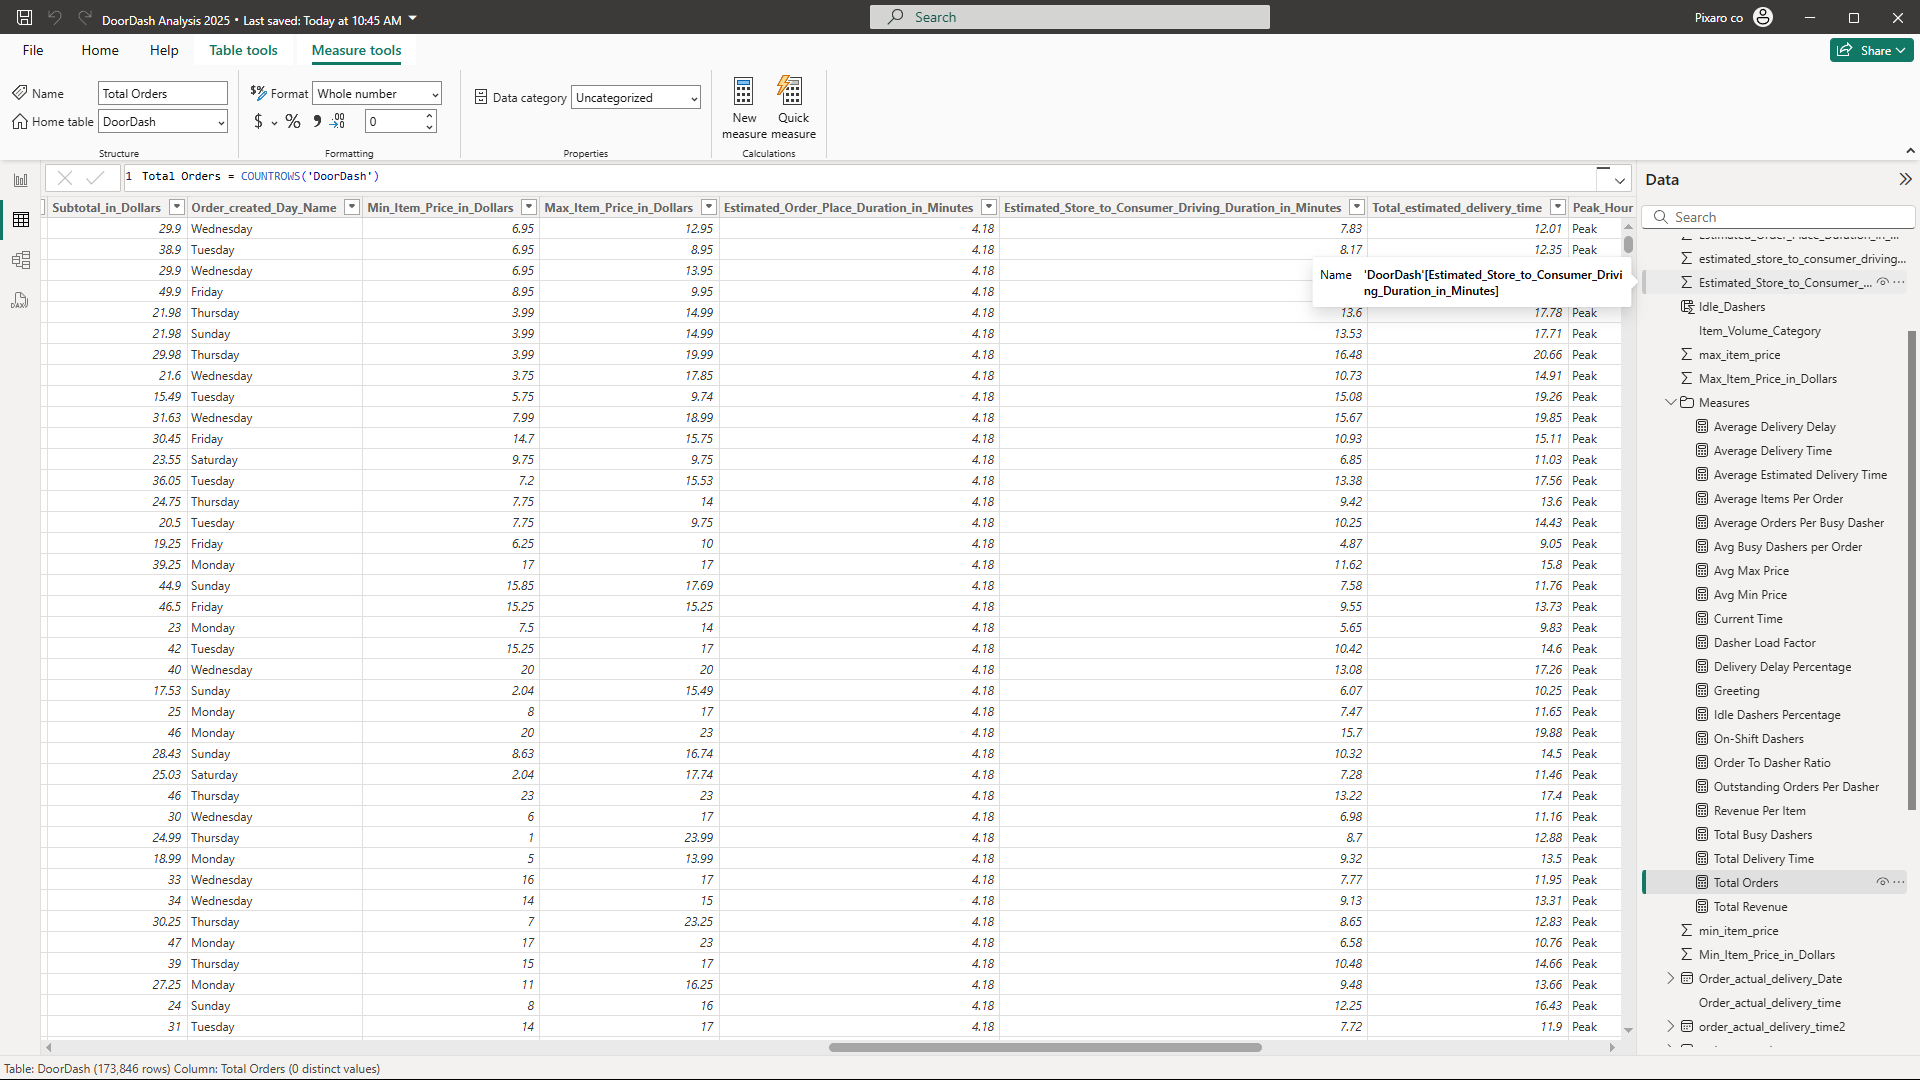 DoorDash Analysis 2025 • Last saved: Today at 10:45 AM
Search
Pixaro co
File Home Help Table tools Measure tools
Share
Name Total Orders
Home table DoorDash
Structure
Format Whole number
$ % 0
Formatting
Data category Uncategorized
Properties
New measure
Quick measure
Calculations
1 Total Orders = COUNTROWS('DoorDash')
Subtotal_in_Dollars Order_created_Day_Name Min_Item_Price_in_Dollars Max_Item_Price_in_Dollars Estimated_Order_Place_Duration_in_Minutes Estimated_Store_to_Consumer_Driving_Duration_in_Minutes Total_estimated_delivery_time Peak_Hour
29.9 Wednesday 6.95 12.95 4.18 7.83 12.01 Peak
38.9 Tuesday 6.95 8.95 4.18 8.17 12.35 Peak
29.9 Wednesday 6.95 13.95 4.18
49.9 Friday 8.95 9.95 4.18
21.98 Thursday 3.99 14.99 4.18 13.6 17.78 Peak
21.98 Sunday 3.99 14.99 4.18 13.53 17.71 Peak
29.98 Thursday 3.99 19.99 4.18 16.48 20.66 Peak
21.6 Wednesday 3.75 17.85 4.18 10.73 14.91 Peak
15.49 Tuesday 5.75 9.74 4.18 15.08 19.26 Peak
31.63 Wednesday 7.99 18.99 4.18 15.67 19.85 Peak
30.45 Friday 14.7 15.75 4.18 10.93 15.11 Peak
23.55 Saturday 9.75 9.75 4.18 6.85 11.03 Peak
36.05 Tuesday 7.2 15.53 4.18 13.38 17.56 Peak
24.75 Thursday 7.75 14 4.18 9.42 13.6 Peak
20.5 Tuesday 7.75 9.75 4.18 10.25 14.43 Peak
19.25 Friday 6.25 10 4.18 4.87 9.05 Peak
39.25 Monday 17 17 4.18 11.62 15.8 Peak
44.9 Sunday 15.85 17.69 4.18 7.58 11.76 Peak
46.5 Friday 15.25 15.25 4.18 9.55 13.73 Peak
23 Monday 7.5 14 4.18 5.65 9.83 Peak
42 Tuesday 15.25 17 4.18 10.42 14.6 Peak
40 Wednesday 20 20 4.18 13.08 17.26 Peak
17.53 Sunday 2.04 15.49 4.18 6.07 10.25 Peak
25 Monday 8 17 4.18 7.47 11.65 Peak
46 Monday 20 23 4.18 15.7 19.88 Peak
28.43 Sunday 8.63 16.74 4.18 10.32 14.5 Peak
25.03 Saturday 2.04 17.74 4.18 7.28 11.46 Peak
46 Thursday 23 23 4.18 13.22 17.4 Peak
30 Wednesday 6 17 4.18 6.98 11.16 Peak
24.99 Thursday 1 23.99 4.18 8.7 12.88 Peak
18.99 Monday 5 13.99 4.18 9.32 13.5 Peak
33 Wednesday 16 17 4.18 7.77 11.95 Peak
34 Wednesday 14 15 4.18 9.13 13.31 Peak
30.25 Thursday 7 23.25 4.18 8.65 12.83 Peak
47 Monday 17 23 4.18 6.58 10.76 Peak
39 Thursday 15 17 4.18 10.48 14.66 Peak
27.25 Monday 11 16.25 4.18 9.48 13.66 Peak
24 Sunday 8 16 4.18 12.25 16.43 Peak
31 Tuesday 14 17 4.18 7.72 11.9 Peak
Name 'DoorDash'[Estimated_Store_to_Consumer_Drivi
ng_Duration_in_Minutes]
Data
Search
Estimated_Order_Place_Duration_in_...
estimated_store_to_consumer_driving...
Estimated_Store_to_Consumer_...
Idle_Dashers
Item_Volume_Category
max_item_price
Max_Item_Price_in_Dollars
Measures
Average Delivery Delay
Average Delivery Time
Average Estimated Delivery Time
Average Items Per Order
Average Orders Per Busy Dasher
Avg Busy Dashers per Order
Avg Max Price
Avg Min Price
Current Time
Dasher Load Factor
Delivery Delay Percentage
Greeting
Idle Dashers Percentage
On-Shift Dashers
Order To Dasher Ratio
Outstanding Orders Per Dasher
Revenue Per Item
Total Busy Dashers
Total Delivery Time
Total Orders
Total Revenue
min_item_price
Min_Item_Price_in_Dollars
Order_actual_delivery_Date
Order_actual_delivery_time
order_actual_delivery_time2
Table: DoorDash (173,846 rows) Column: Total Orders (0 distinct values)